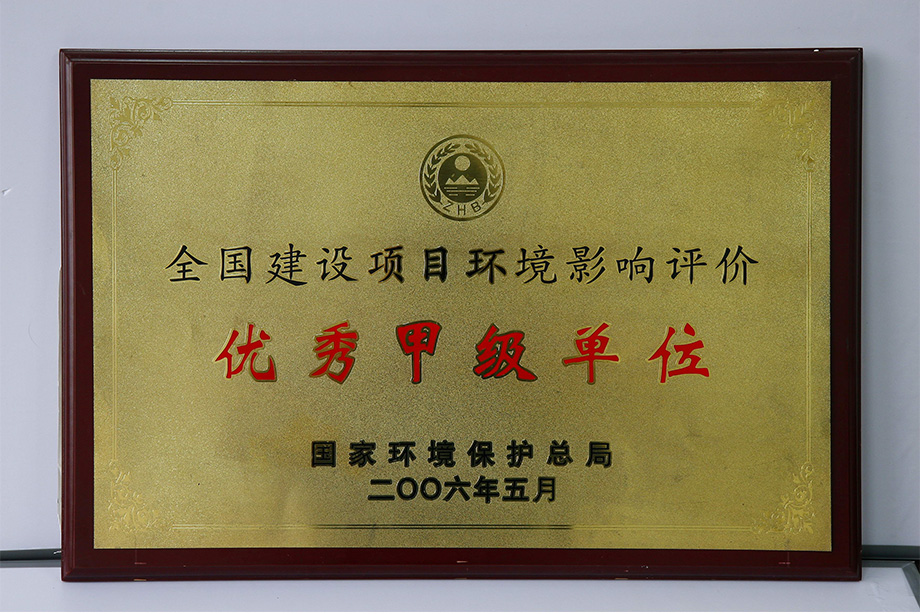 ZHB
全国建设项目环境影响评价
优秀甲级单位
国家环境保护总局
二〇〇六年五月